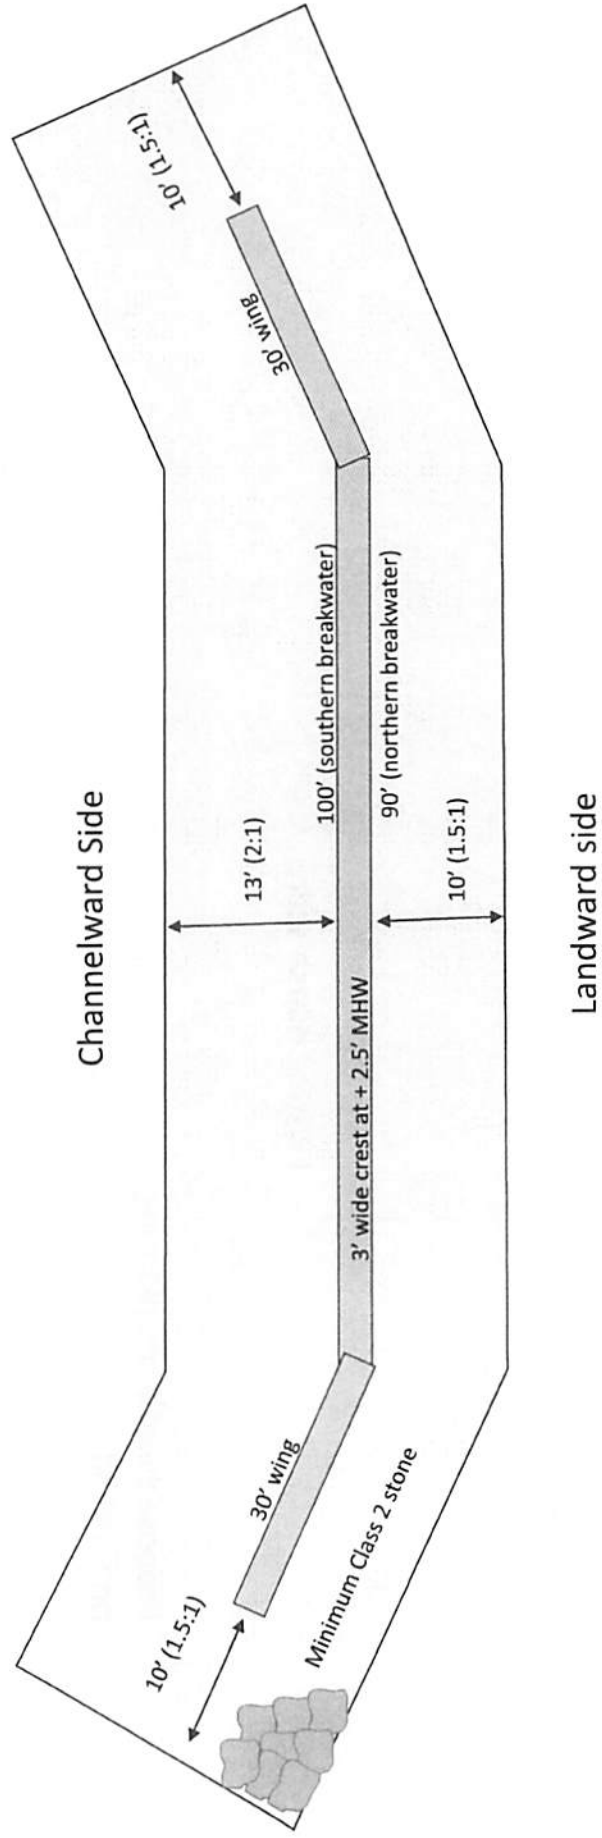 Channelward Side
10' (1.5:1)
30' wing
13' (2:1)
100' (southern breakwater)
30' wing
10' (1.5:1)
3' wide crest at + 2.5' MHW
90' (northern breakwater)
Minimum Class 2 stone
10' (1.5:1)
Landward side